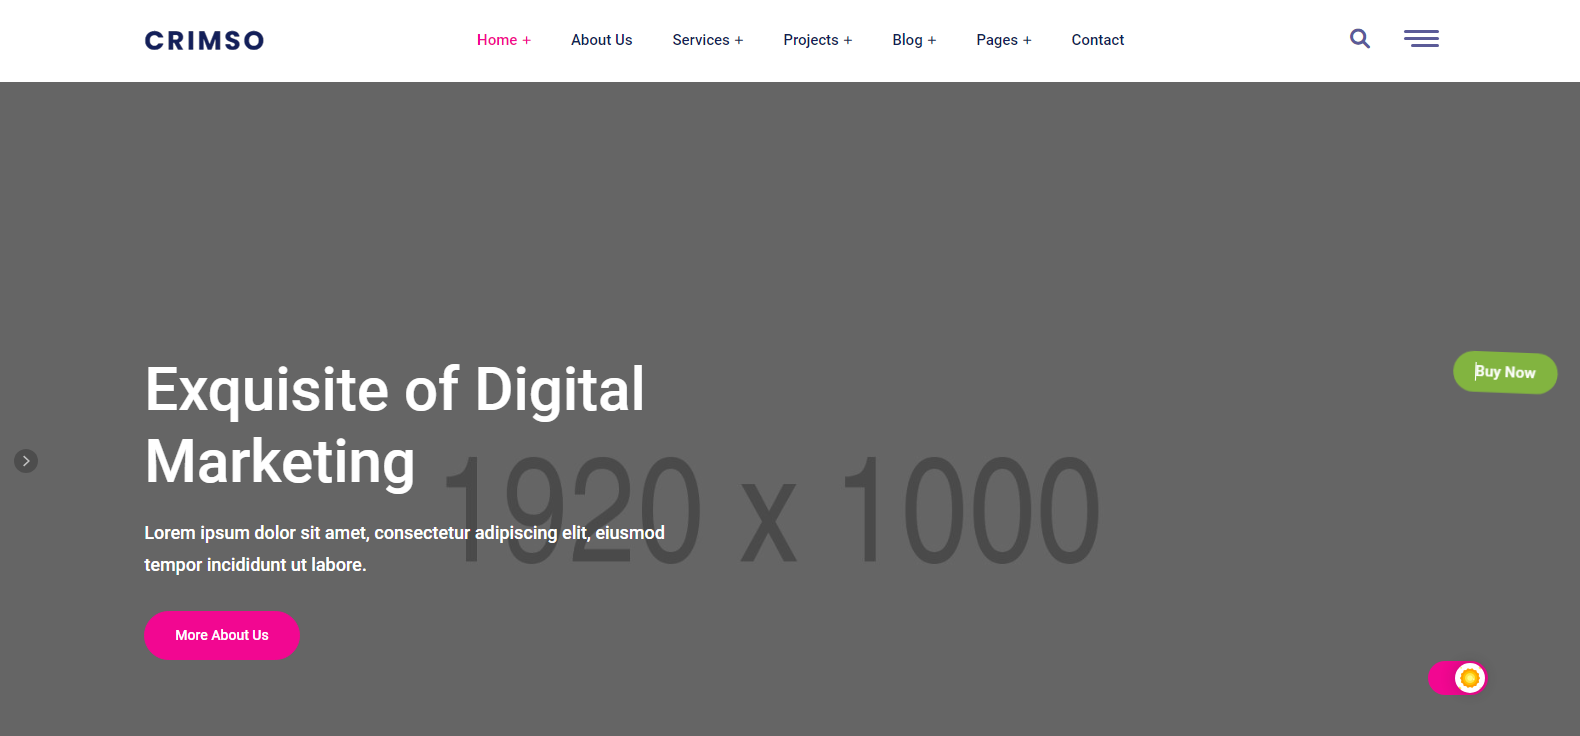 CRIMSO
Home +
About Us
Services +
Projects +
Blog +
Pages +
Contact
Exquisite of Digital
Marketing
1920 x 1000
Lorem ipsum dolor sit amet, consectetur adipiscing elit, eiusmod
tempor incididunt ut labore.
More About Us
Buy Now